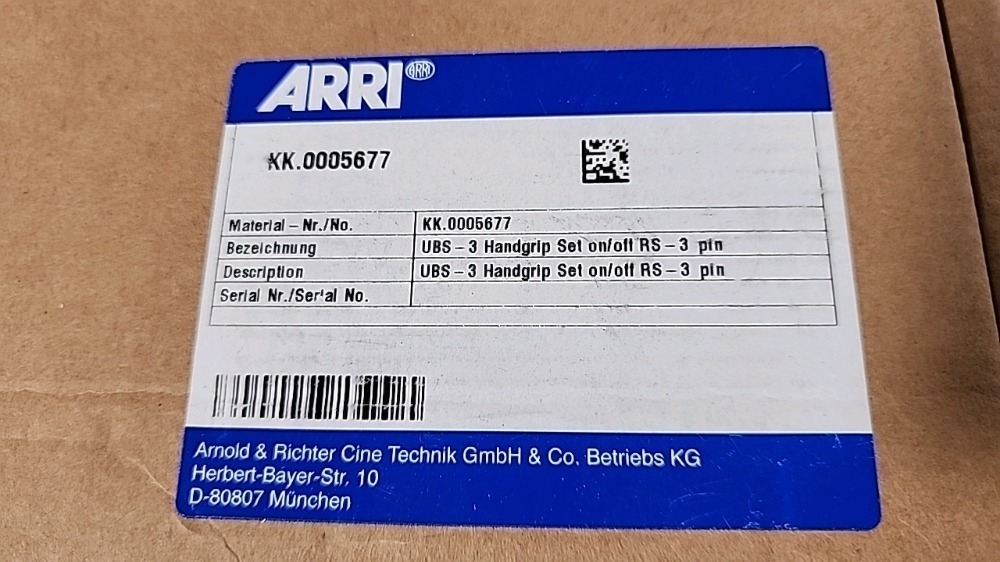 ARRI® ARRI
KK.0005677
Material – Nr./No. KK.0005677
Bezeichnung UBS – 3 Handgrip Set on/off RS – 3 pin
Description UBS – 3 Handgrip Set on/off RS – 3 pin
Serial Nr./Serial No.
Arnold & Richter Cine Technik GmbH & Co. Betriebs KG
Herbert-Bayer-Str. 10
D-80807 München